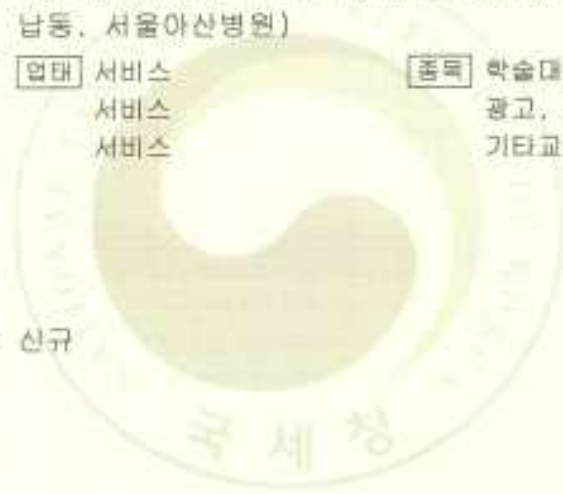 납동, 서울아산병원)
업태 서비스 종목 학술대
서비스 광고,
서비스 기타교
신규
국세청